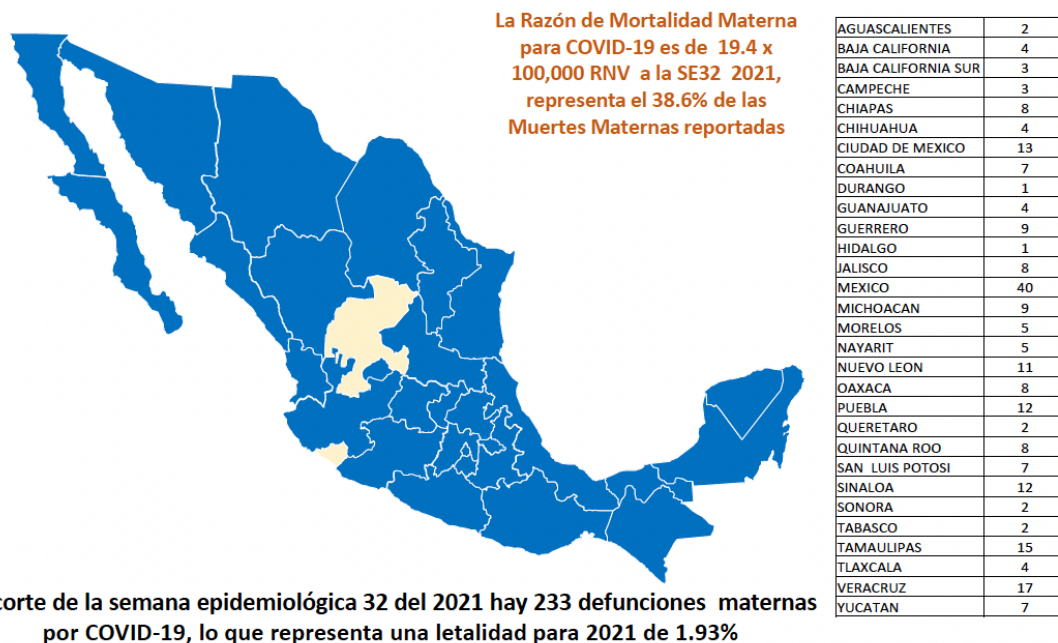 La Razón de Mortalidad Materna
para COVID-19 es de 19.4 x
100,000 RNV a la SE32 2021,
representa el 38.6% de las
Muertes Maternas reportadas
AGUASCALIENTES 2
BAJA CALIFORNIA 4
BAJA CALIFORNIA SUR 3
CAMPECHE 3
CHIAPAS 8
CHIHUAHUA 4
CIUDAD DE MEXICO 13
COAHUILA 7
DURANGO 1
GUANAJUATO 4
GUERRERO 9
HIDALGO 1
JALISCO 8
MEXICO 40
MICHOACAN 9
MORELOS 5
NAYARIT 5
NUEVO LEON 11
OAXACA 8
PUEBLA 12
QUERETARO 2
QUINTANA ROO 8
SAN LUIS POTOSI 7
SINALOA 12
SONORA 2
TABASCO 2
TAMAULIPAS 15
TLAXCALA 4
VERACRUZ 17
YUCATAN 7
corte de la semana epidemiológica 32 del 2021 hay 233 defunciones maternas
por COVID-19, lo que representa una letalidad para 2021 de 1.93%